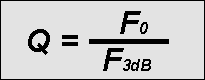 Q = F0 / F3dB